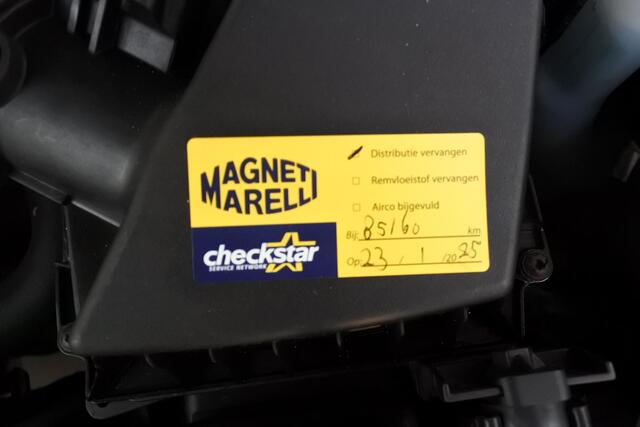 MAGNETI
MARELLI
checkstar
SERVICE NETWORK
Distributie vervangen
Remvloeistof vervangen
Airco bijgevuld
Bij: 85160 km
Op: 23 / 1 /20 25